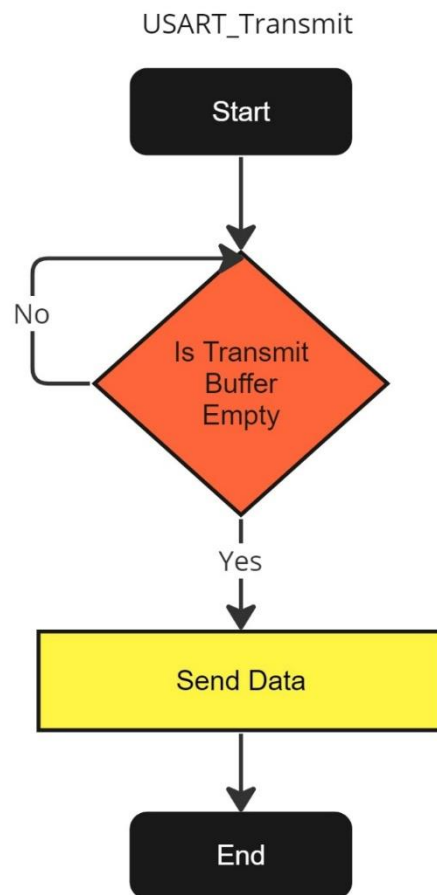 USART_Transmit
Start
No
Is Transmit
Buffer
Empty
Yes
Send Data
End